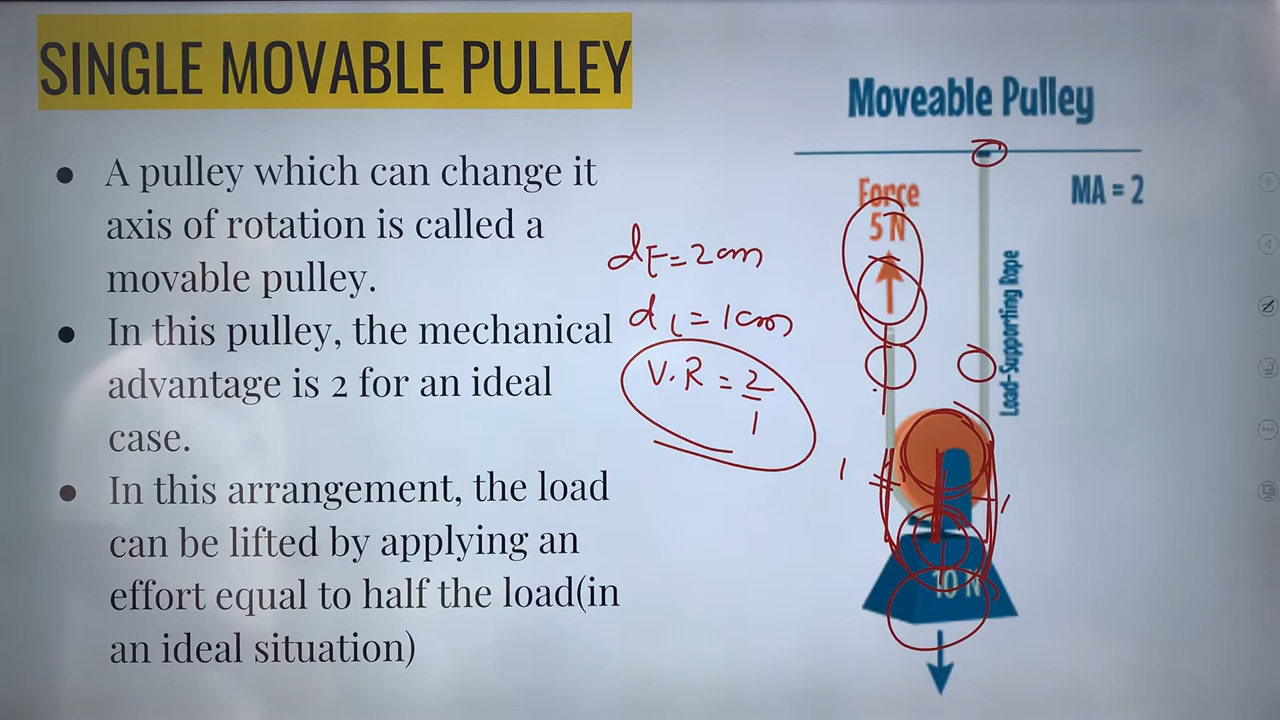 SINGLE MOVABLE PULLEY
● A pulley which can change it
axis of rotation is called a
movable pulley.
● In this pulley, the mechanical
advantage is 2 for an ideal
case.
● In this arrangement, the load
can be lifted by applying an
effort equal to half the load(in
an ideal situation)
dE=2cm
dL=1cm
V.R = 2/1
Moveable Pulley
Force
5 N
MA = 2
Load-Supporting Rope
1
1
10 N